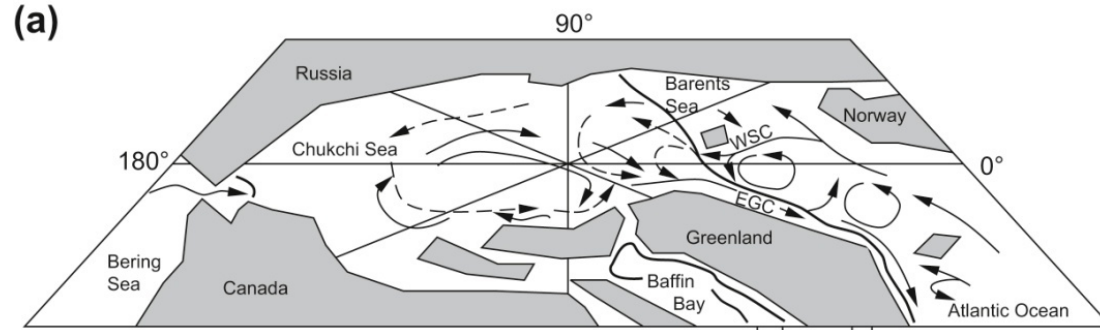 (a)
90°
Russia
Barents
Sea
Norway
WSC
Chukchi Sea
180°
0°
EGC
Greenland
Bering
Sea
Canada
Baffin
Bay
Atlantic Ocean